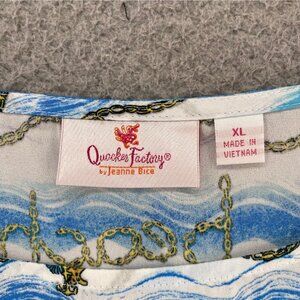 Quacker Factory®
by Jeanne Bice
XL
MADE IN
VIETNAM